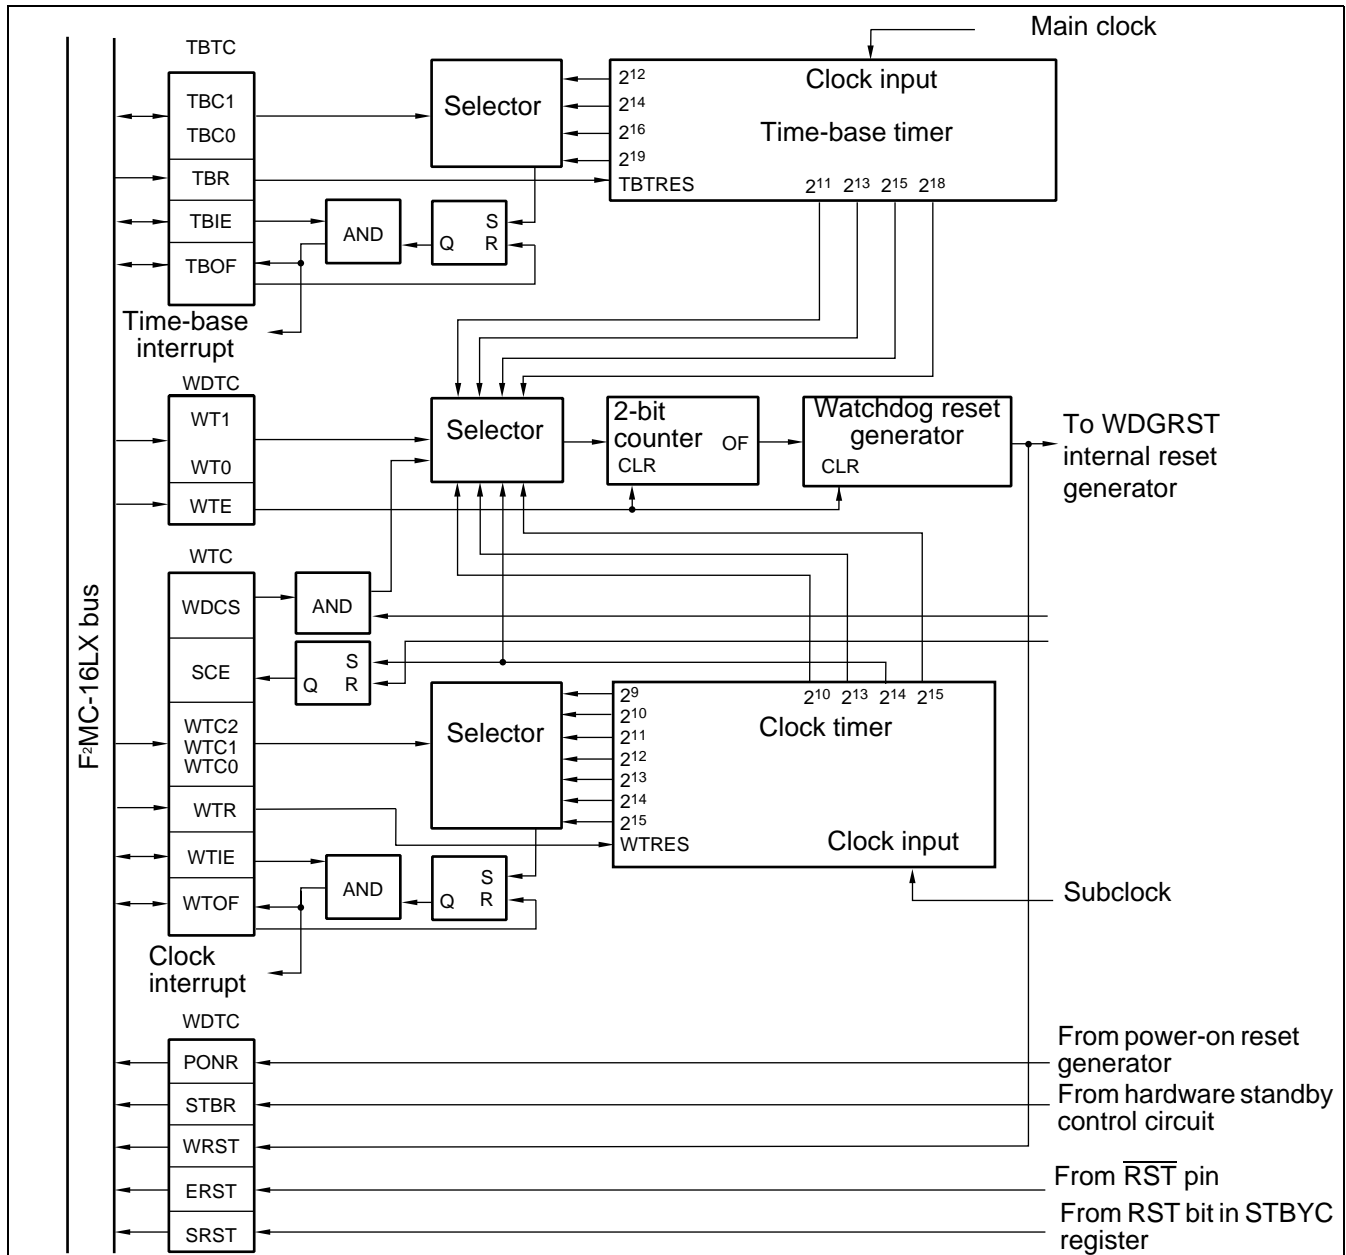 Main clock
TBTC
TBC1
TBC0
TBR
TBIE
TBOF
Selector
2¹²
2¹⁴
2¹⁶
2¹⁹
TBTRES
Clock input
Time-base timer
2¹¹ 2¹³ 2¹⁵ 2¹⁸
AND
S
Q R
Time-base
interrupt
WDTC
WT1
WT0
WTE
Selector
2-bit
counter OF
CLR
Watchdog reset
generator
CLR
To WDGRST
internal reset
generator
F²MC-16LX bus
WTC
WDCS
SCE
WTC2
WTC1
WTC0
WTR
WTIE
WTOF
AND
S
Q R
Selector
2⁹
2¹⁰
2¹¹
2¹²
2¹³
2¹⁴
2¹⁵
WTRES
2¹⁰ 2¹³ 2¹⁴ 2¹⁵
Clock timer
Clock input
Subclock
AND
S
Q R
Clock
interrupt
WDTC
PONR
STBR
WRST
ERST
SRST
From power-on reset
generator
From hardware standby
control circuit
From R̅S̅T̅ pin
From RST bit in STBYC
register